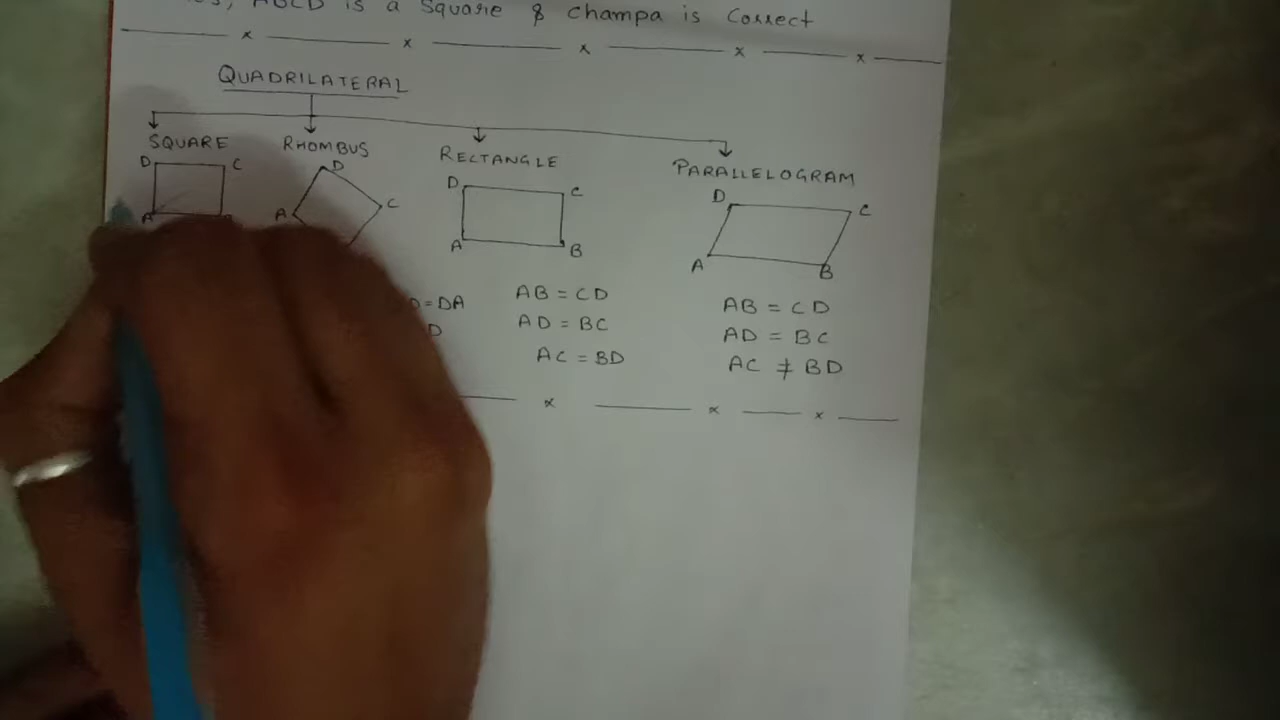 ABCD is a Square & Champa is Correct
QUADRILATERAL
SQUARE RHOMBUS RECTANGLE PARALLELOGRAM
D C A
D C A
D C A B
D C A B
= DA
D
AB = CD
AD = BC
AC = BD
AB = CD
AD = BC
AC ≠ BD